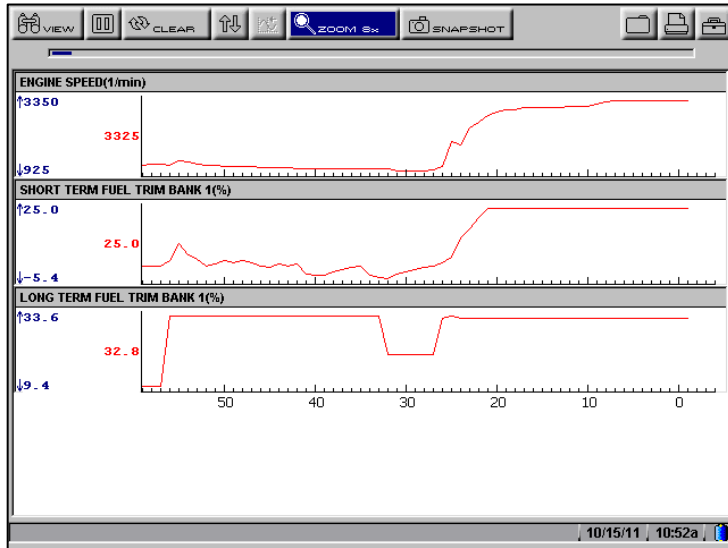 VIEW CLEAR ZOOM 8x SNAPSHOT
ENGINE SPEED(1/min)
↑3350
3325
↓925
SHORT TERM FUEL TRIM BANK 1(%)
↑25.0
25.0
↓-5.4
LONG TERM FUEL TRIM BANK 1(%)
↑33.6
32.8
↓9.4
50 40 30 20 10 0
10/15/11 10:52a